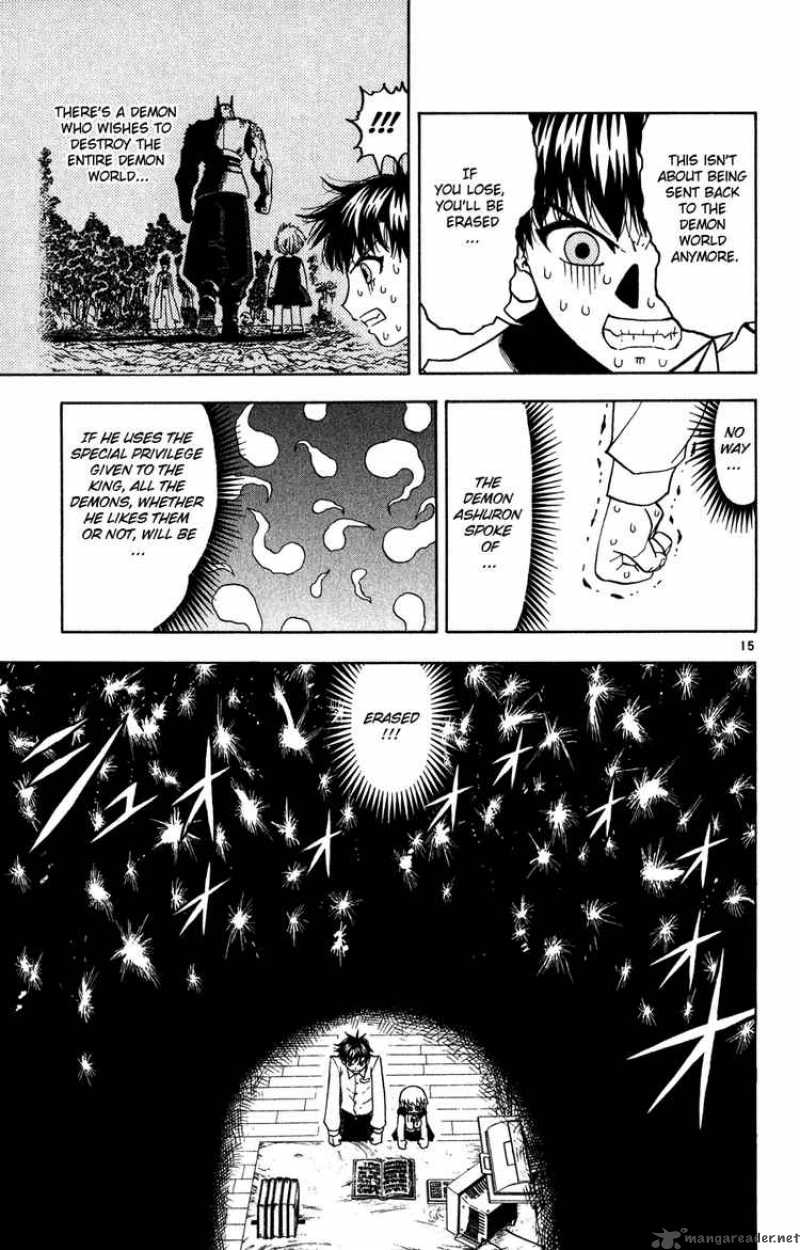 THIS ISN'T
ABOUT BEING
SENT BACK
TO THE
DEMON
WORLD
ANYMORE.
IF
YOU LOSE,
YOU'LL BE
ERASED
...
!!!
THERE'S A DEMON
WHO WISHES TO
DESTROY THE
ENTIRE DEMON
WORLD...
NO
WAY
...
THE
DEMON
ASHURON
SPOKE
OF
...
IF HE USES THE
SPECIAL PRIVILEGE
GIVEN TO THE
KING, ALL THE
DEMONS, WHETHER
HE LIKES THEM
OR NOT, WILL BE
...
15
ERASED
!!!
ジュオオオオオオ
mangareader.net